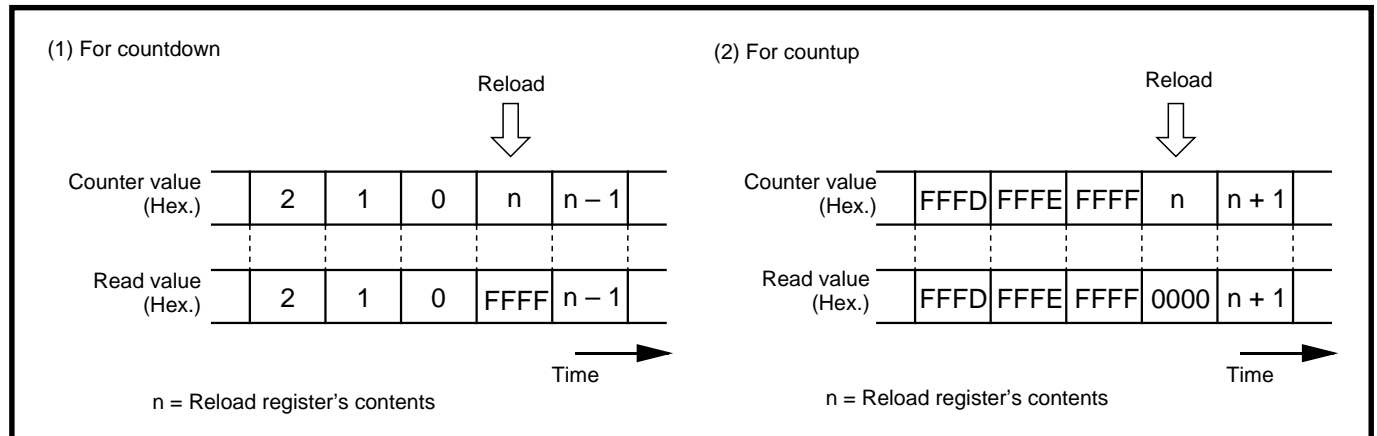 (1) For countdown
Reload
Counter value
(Hex.)
2 1 0 n n – 1
Read value
(Hex.)
2 1 0 FFFF n – 1
Time
n = Reload register’s contents
(2) For countup
Reload
Counter value
(Hex.)
FFFD FFFE FFFF n n + 1
Read value
(Hex.)
FFFD FFFE FFFF 0000 n + 1
Time
n = Reload register’s contents